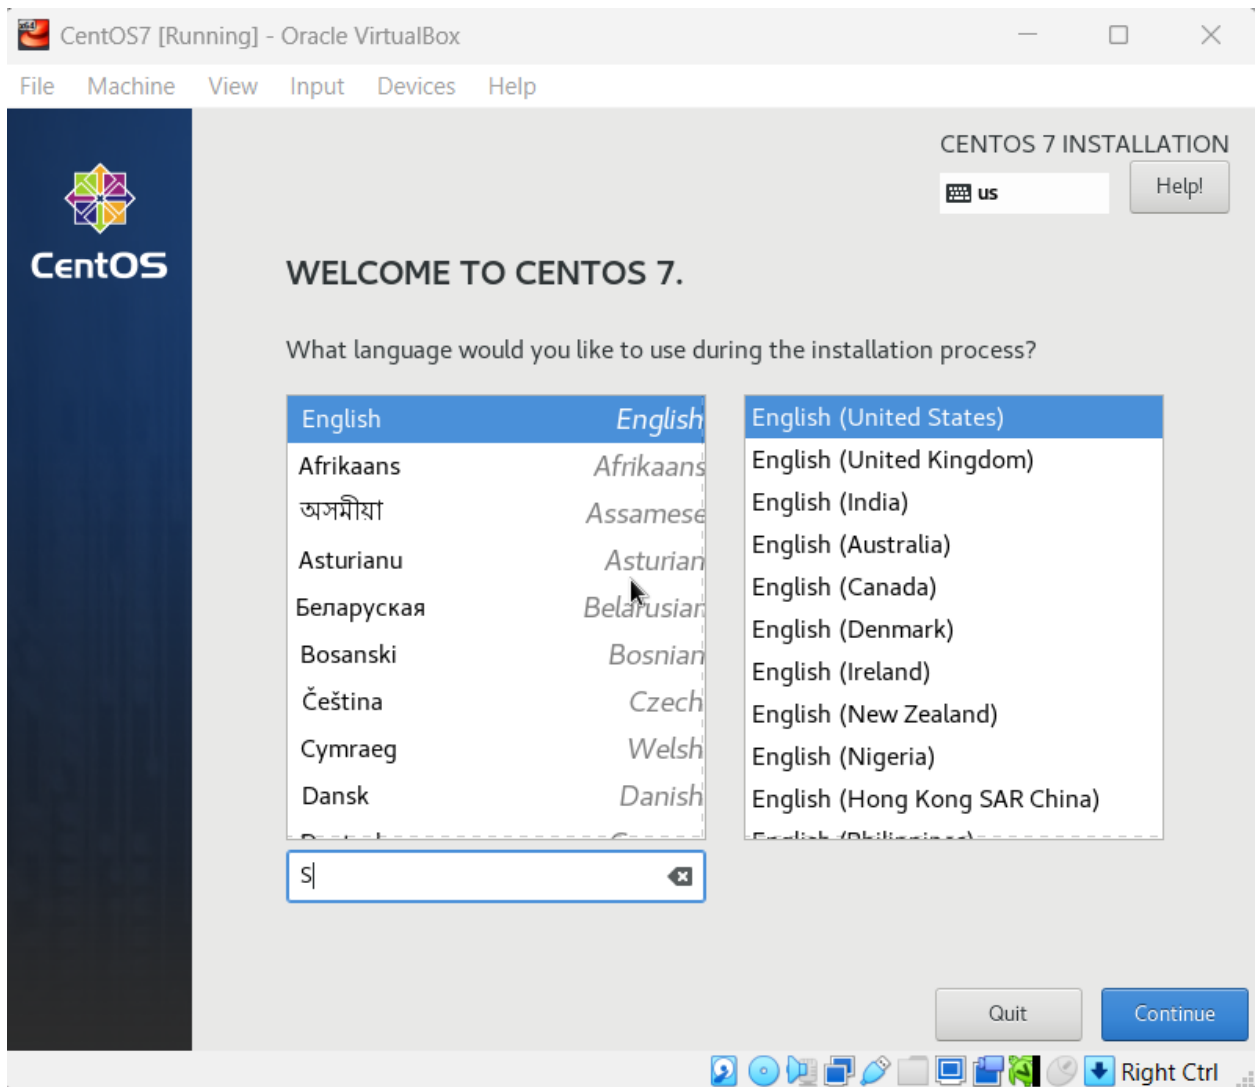 CentOS7 [Running] - Oracle VirtualBox
File Machine View Input Devices Help
CENTOS 7 INSTALLATION
us
Help!
CentOS
WELCOME TO CENTOS 7.
What language would you like to use during the installation process?
English English
Afrikaans Afrikaans
অসমীয়া Assamese
Asturianu Asturian
Беларуская Belarusian
Bosanski Bosnian
Čeština Czech
Cymraeg Welsh
Dansk Danish
English (United States)
English (United Kingdom)
English (India)
English (Australia)
English (Canada)
English (Denmark)
English (Ireland)
English (New Zealand)
English (Nigeria)
English (Hong Kong SAR China)
English (Philippines)
S
Quit
Continue
Right Ctrl